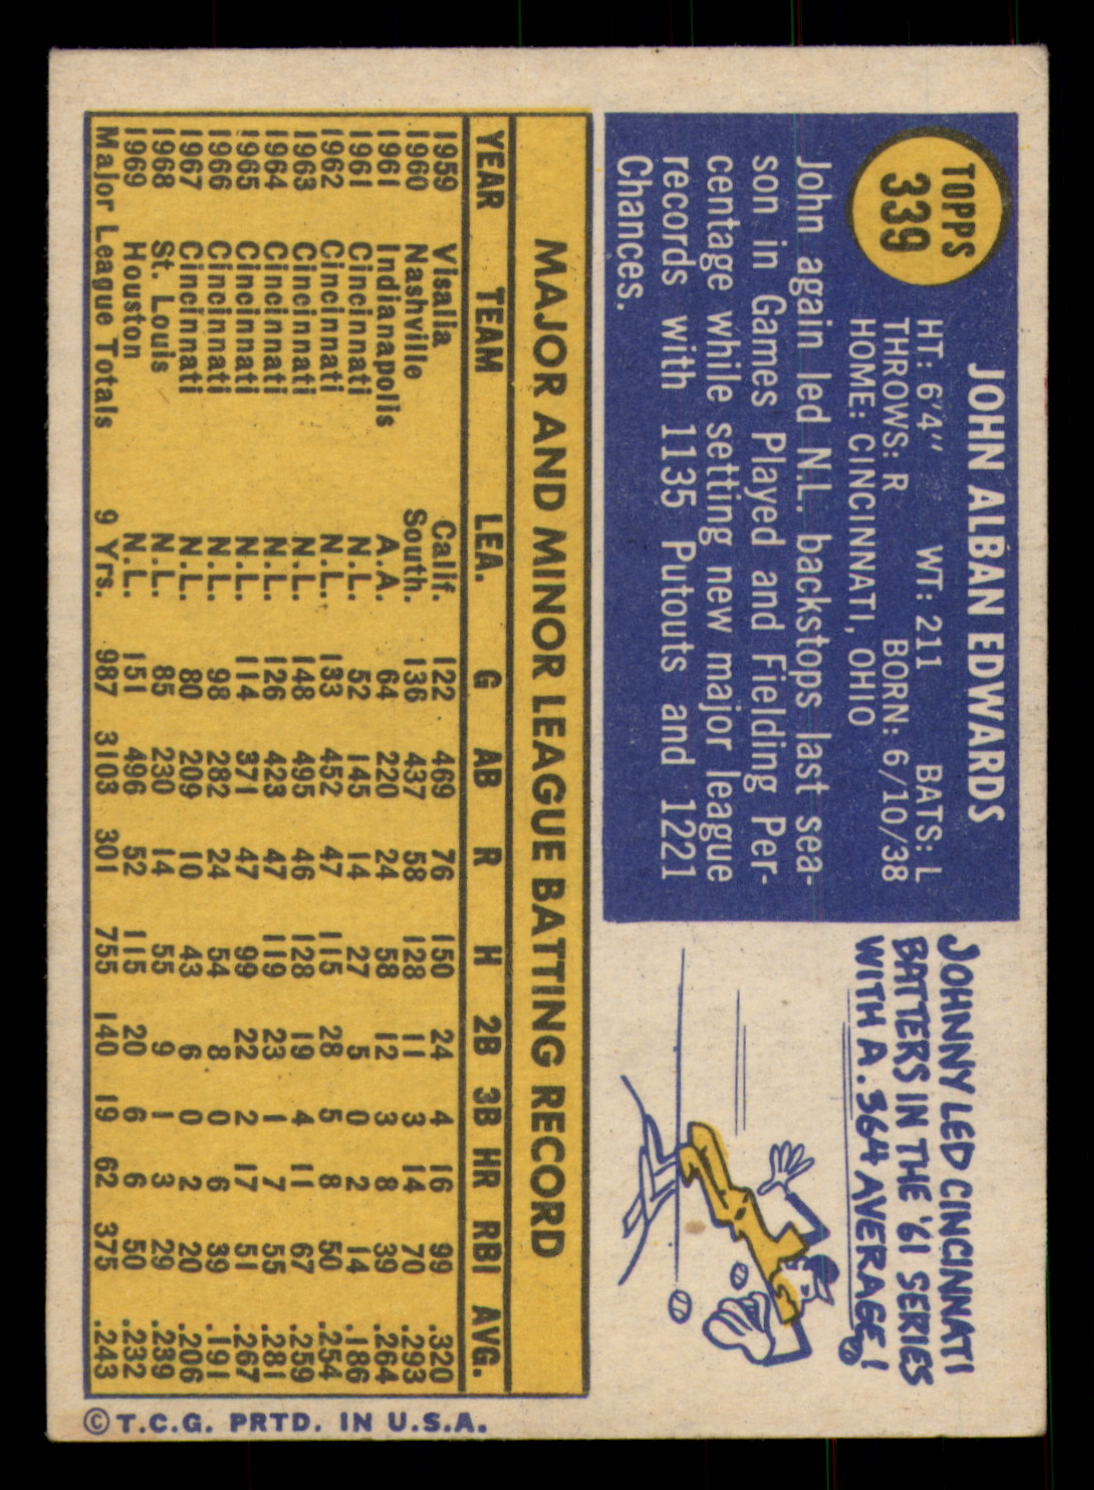 TOPPS
339
JOHN ALBAN EDWARDS
HT: 6'4" WT: 211 BATS: L
THROWS: R BORN: 6/10/38
HOME: CINCINNATI, OHIO
John again led N.L. backstops last sea-
son in Games Played and Fielding Per-
centage while setting new major league
records with 1135 Putouts and 1221
Chances.
JOHNNY LED CINCINNATI
BATTERS IN THE '61 SERIES
WITH A .364 AVERAGE!
MAJOR AND MINOR LEAGUE BATTING RECORD
YEAR TEAM LEA. G AB R H 2B 3B HR RBI AVG.
1959 Visalia Calif. 122 469 76 150 24 4 16 99 .320
1960 Nashville South. 136 437 58 128 11 3 14 70 .293
1961 Indianapolis A.A. 64 220 24 58 12 3 8 39 .264
1961 Cincinnati N.L. 52 145 14 27 5 0 2 14 .186
1962 Cincinnati N.L. 133 452 47 115 28 5 8 50 .254
1963 Cincinnati N.L. 148 495 46 128 19 4 11 67 .259
1964 Cincinnati N.L. 126 423 47 119 23 1 7 55 .281
1965 Cincinnati N.L. 114 371 47 99 22 2 17 51 .267
1966 Cincinnati N.L. 98 282 24 54 8 0 6 39 .191
1967 Cincinnati N.L. 80 209 10 43 6 0 2 20 .206
1968 St. Louis N.L. 85 230 14 55 9 1 3 29 .239
1969 Houston N.L. 151 496 52 115 20 6 6 50 .232
Major League Totals 9 Yrs. 987 3103 301 755 140 19 62 375 .243
© T.C.G. PRTD. IN U.S.A.